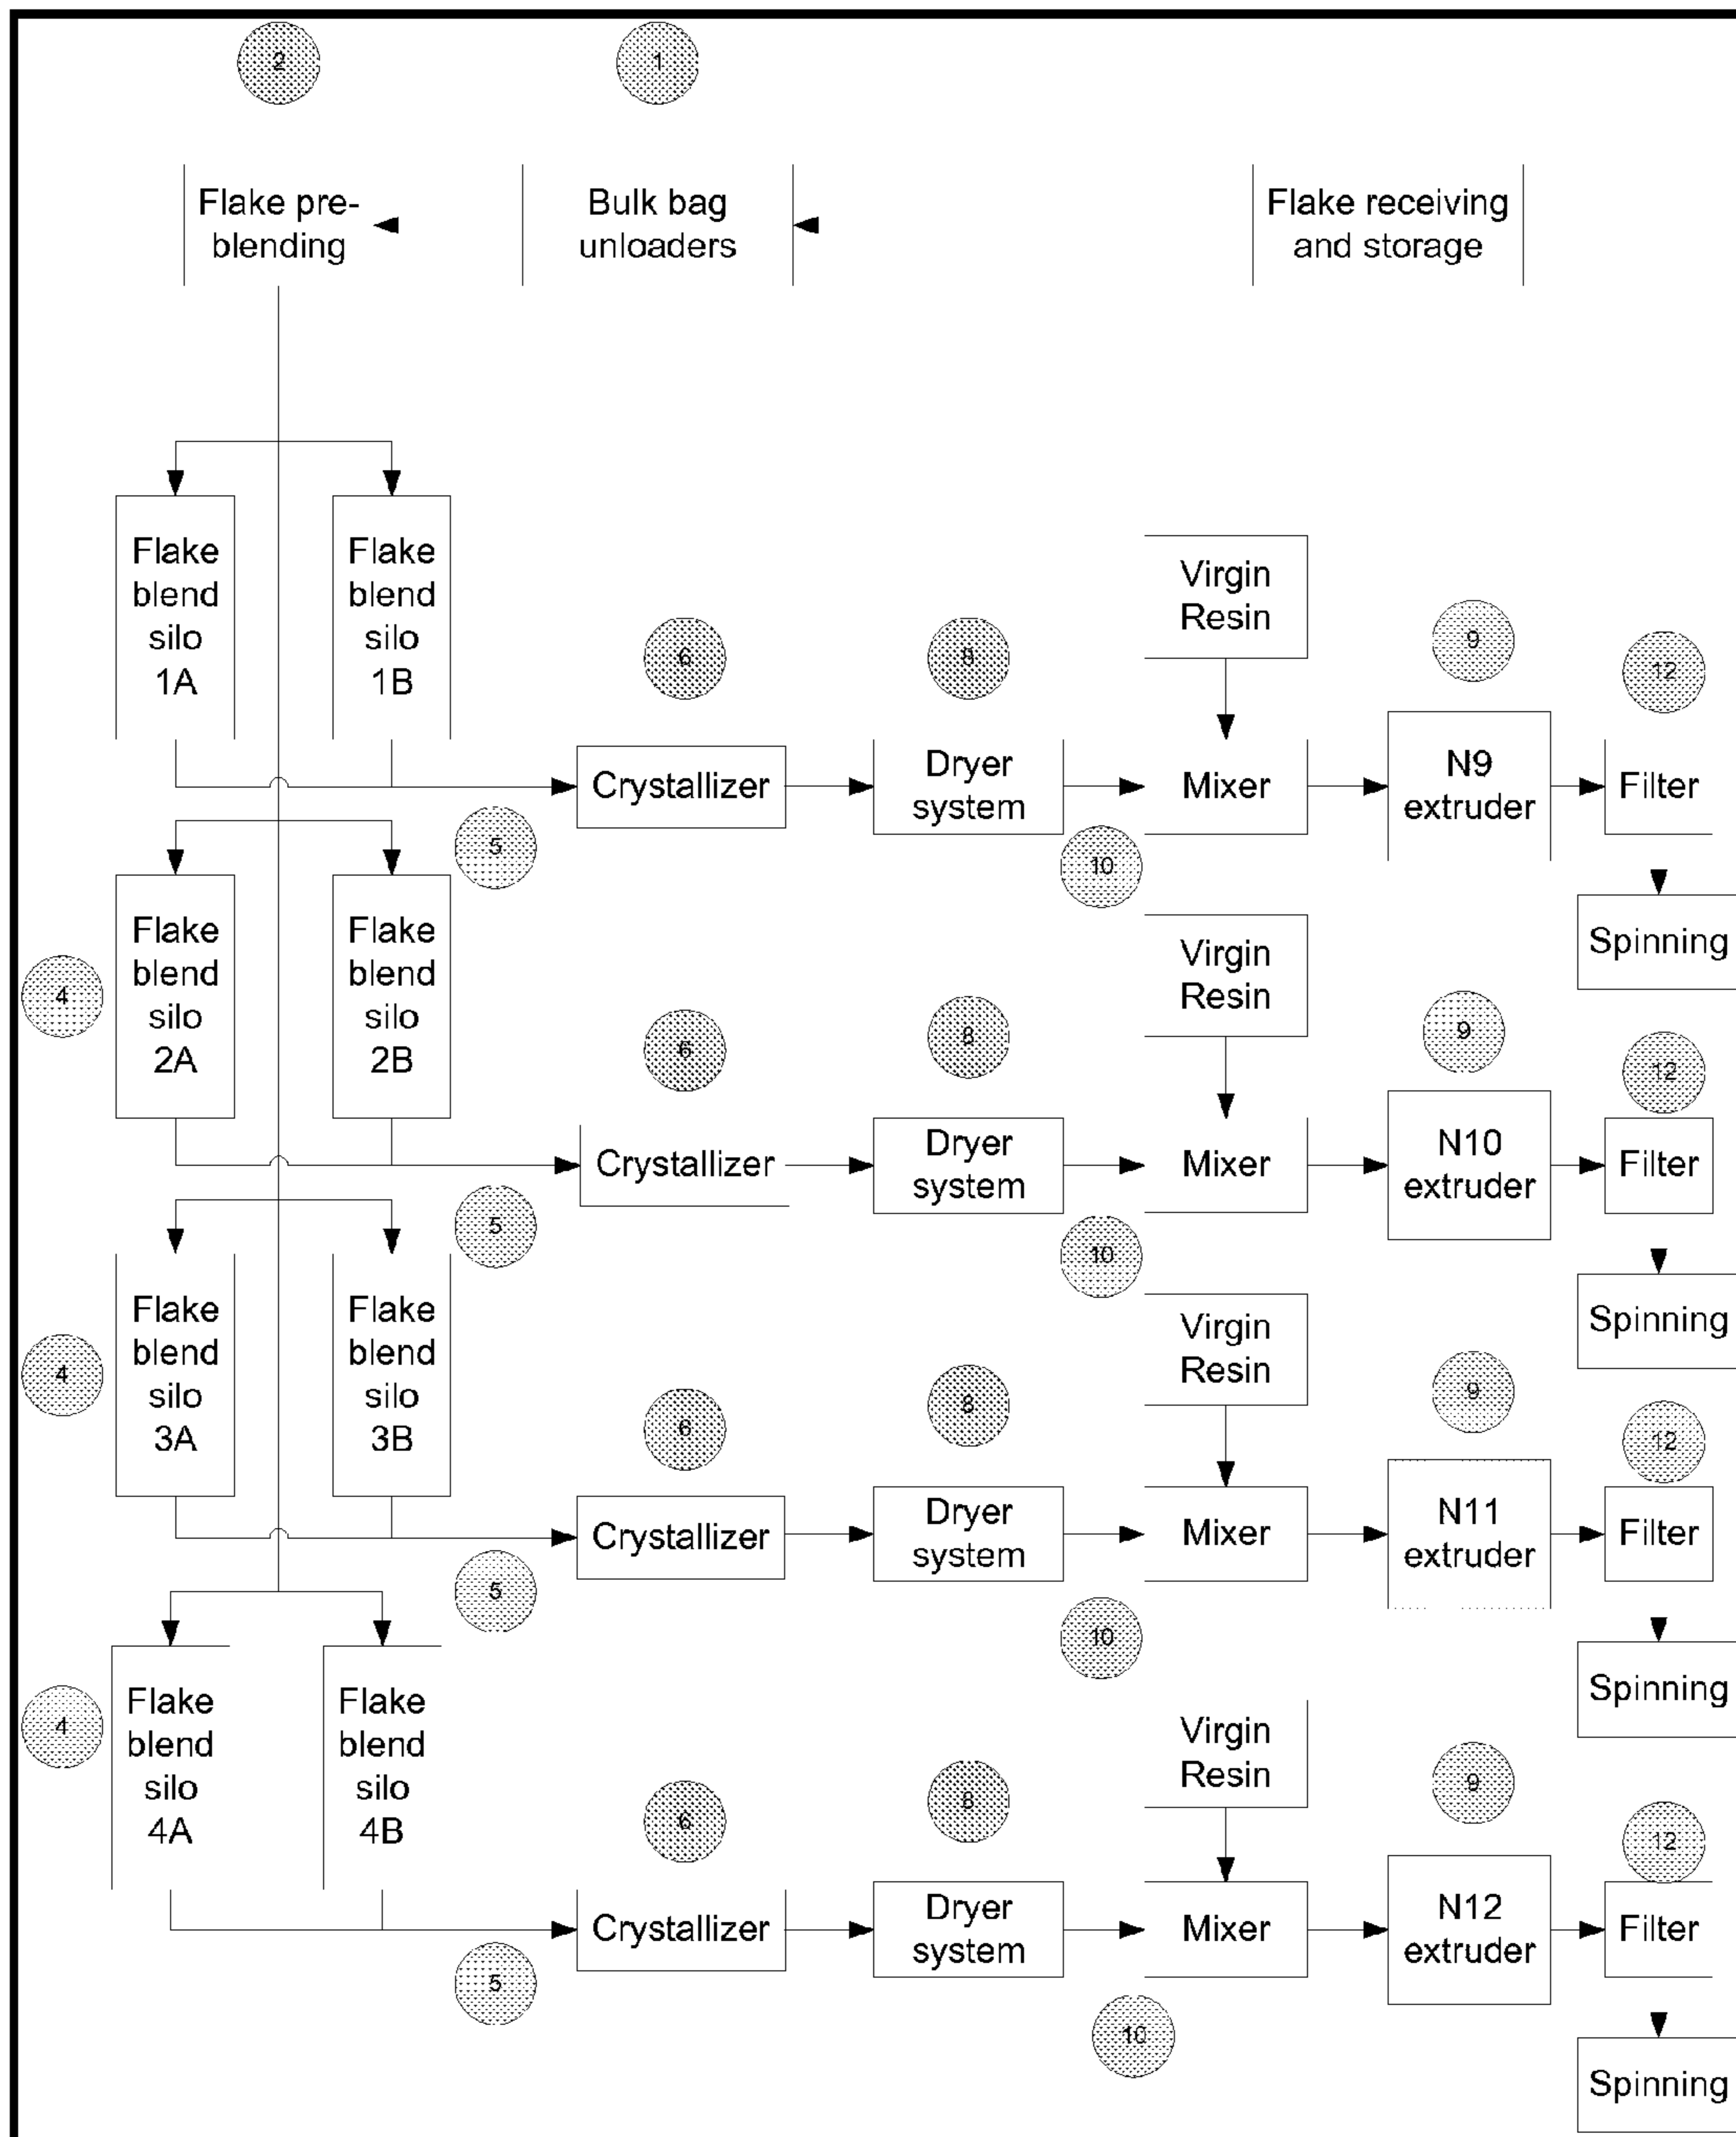 2
1
Flake pre-
blending
Bulk bag
unloaders
Flake receiving
and storage
Flake
blend
silo
1A
Flake
blend
silo
1B
6
8
Virgin
Resin
9
12
Crystallizer
Dryer
system
Mixer
N9
extruder
Filter
5
10
Spinning
4
Flake
blend
silo
2A
Flake
blend
silo
2B
6
8
Virgin
Resin
9
12
Crystallizer
Dryer
system
Mixer
N10
extruder
Filter
5
10
Spinning
4
Flake
blend
silo
3A
Flake
blend
silo
3B
6
8
Virgin
Resin
9
12
Crystallizer
Dryer
system
Mixer
N11
extruder
Filter
5
10
Spinning
4
Flake
blend
silo
4A
Flake
blend
silo
4B
6
8
Virgin
Resin
9
12
Crystallizer
Dryer
system
Mixer
N12
extruder
Filter
5
10
Spinning